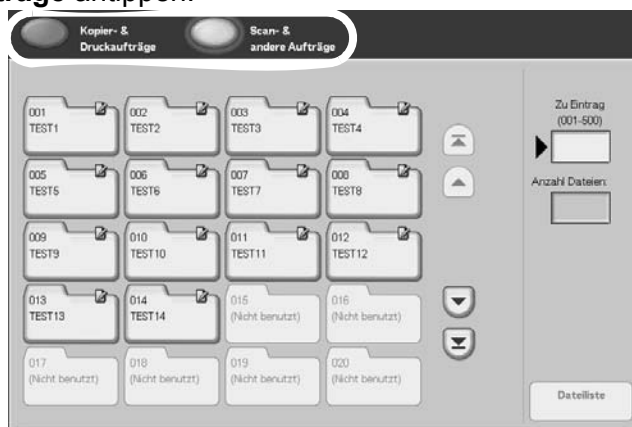 träge antippen.
Kopier- &
Druckaufträge
Scan- &
andere Aufträge
Zu Eintrag
(001-500)
Anzahl Dateien:
001
TEST1
002
TEST2
003
TEST3
004
TEST4
005
TEST5
006
TEST6
007
TEST7
008
TEST8
009
TEST9
010
TEST10
011
TEST11
012
TEST12
013
TEST13
014
TEST14
015
(Nicht benutzt)
016
(Nicht benutzt)
017
(Nicht benutzt)
018
(Nicht benutzt)
019
(Nicht benutzt)
020
(Nicht benutzt)
Dateiliste